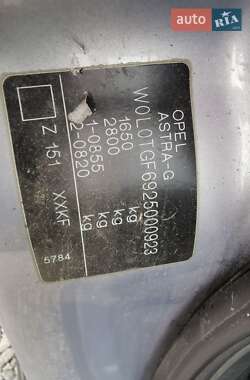 auto RIA
OPEL
ASTRA-G
W0L0TGF6925000923
1650 kg
2800 kg
1-0855 kg
2-0820 kg
Z 151 XXKF
5784